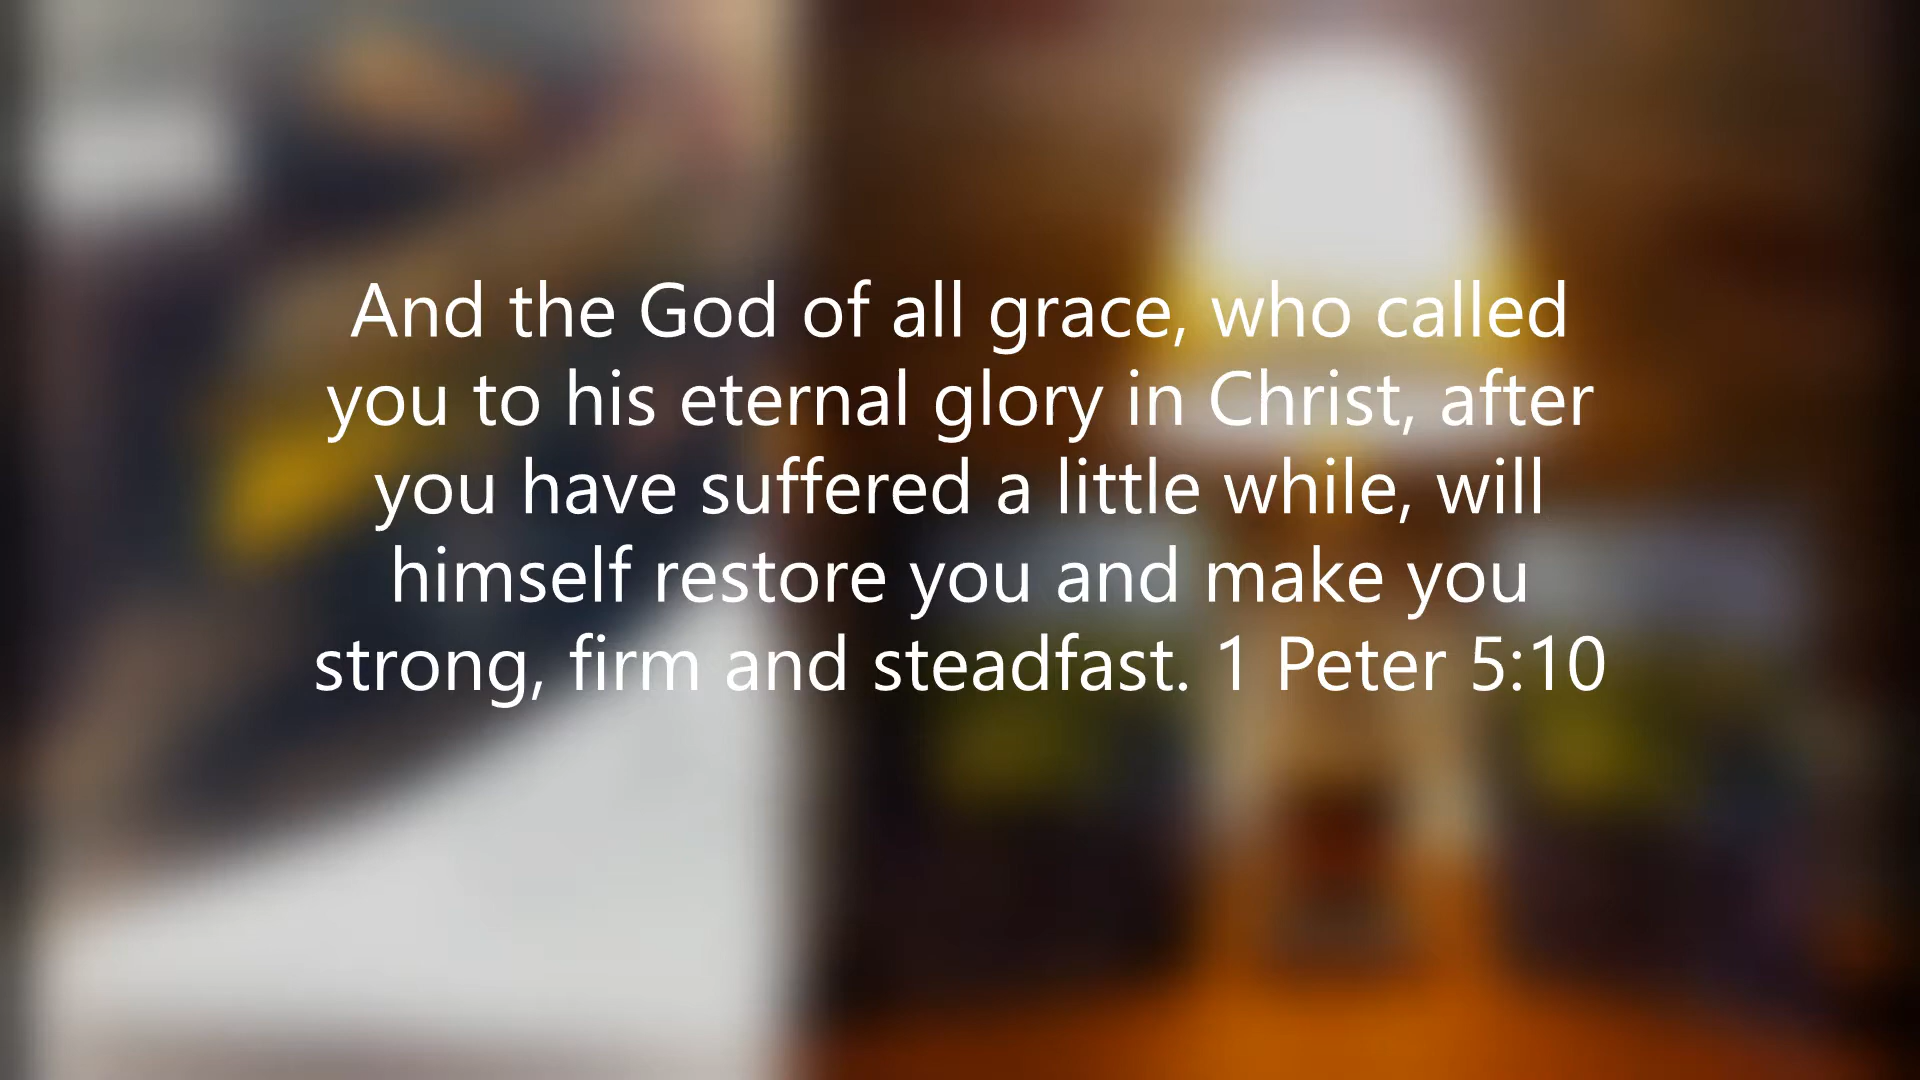 And the God of all grace, who called
you to his eternal glory in Christ, after
you have suffered a little while, will
himself restore you and make you
strong, firm and steadfast. 1 Peter 5:10